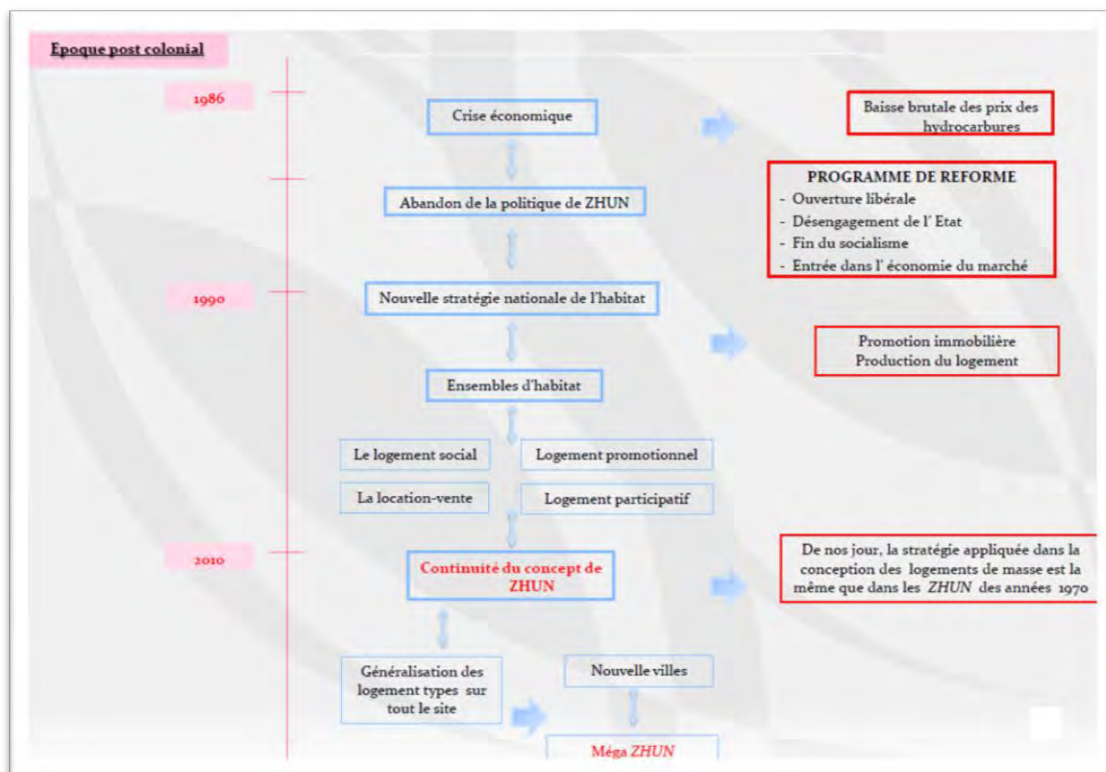 Epoque post colonial
1986
Crise économique
Baisse brutale des prix des
hydrocarbures
PROGRAMME DE REFORME
- Ouverture libérale
- Désengagement de l' Etat
- Fin du socialisme
- Entrée dans l' économie du marché
Abandon de la politique de ZHUN
1990
Nouvelle stratégie nationale de l'habitat
Promotion immobilière
Production du logement
Ensembles d'habitat
Le logement social
Logement promotionnel
La location-vente
Logement participatif
2010
Continuité du concept de
ZHUN
De nos jour, la stratégie appliquée dans la
conception des logements de masse est la
même que dans les ZHUN des années 1970
Généralisation des
logement types sur
tout le site
Nouvelle villes
Méga ZHUN